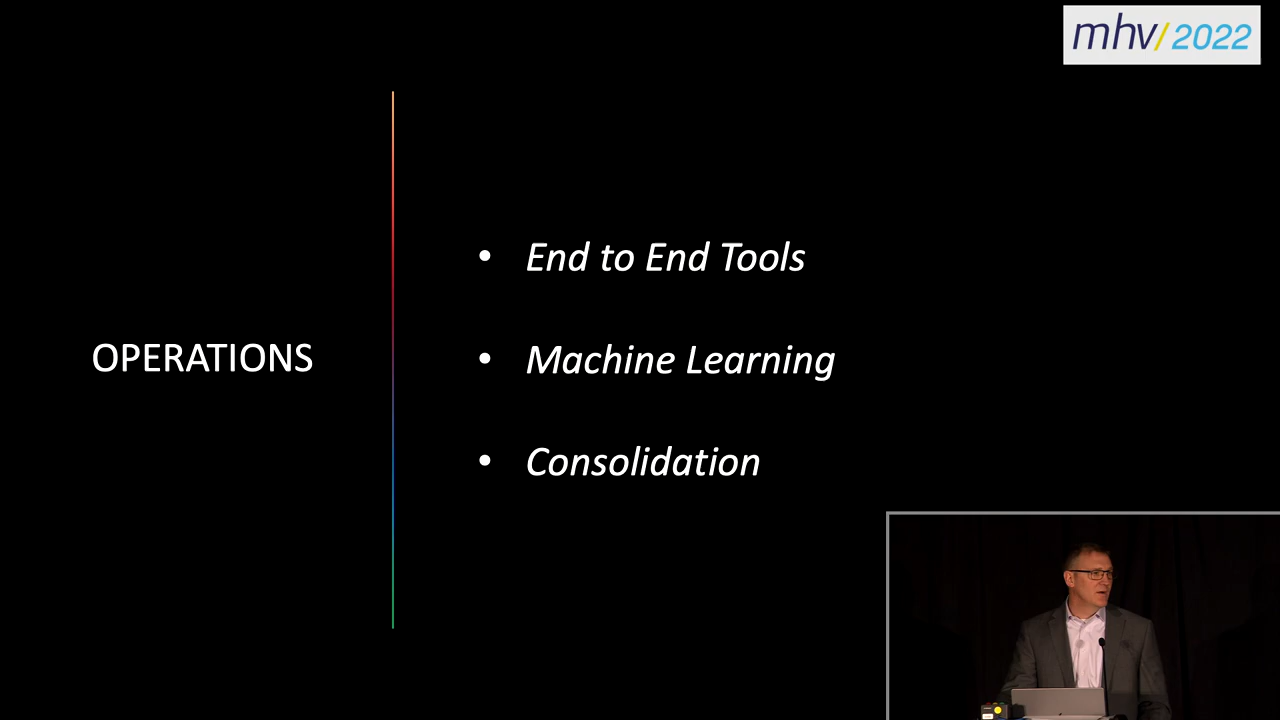 mhv/2022
OPERATIONS
• End to End Tools
• Machine Learning
• Consolidation